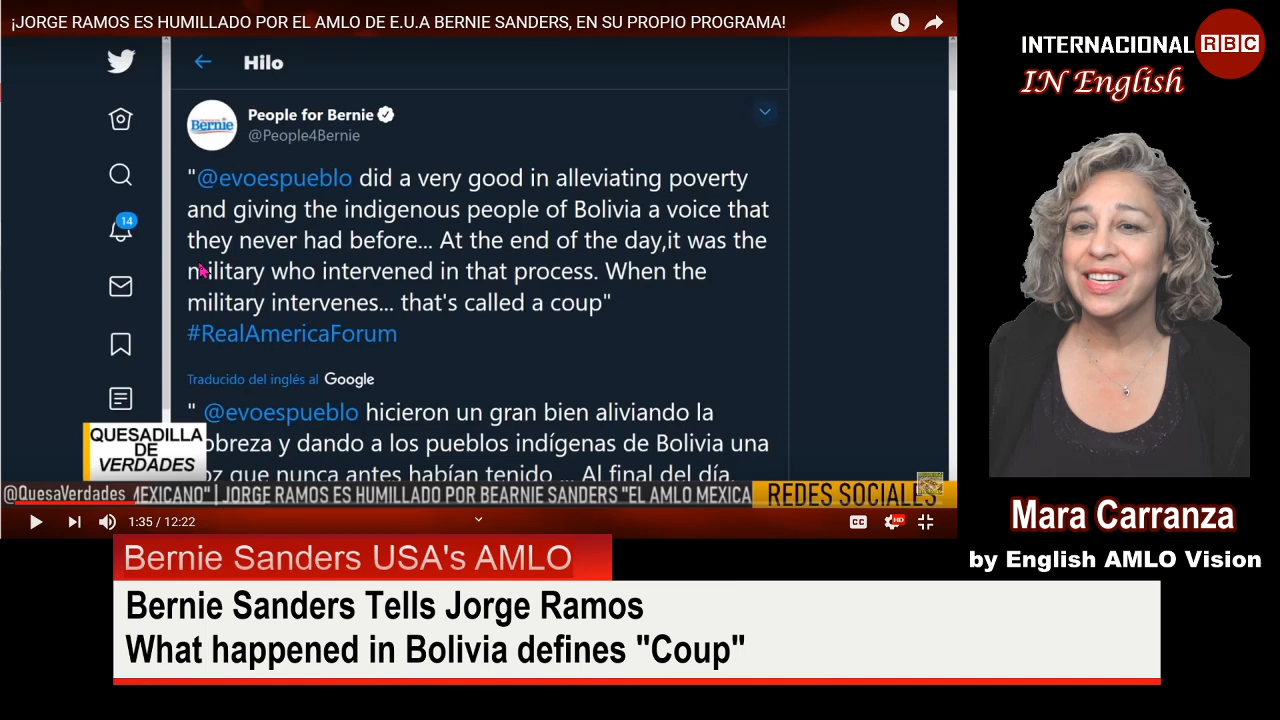 ¡JORGE RAMOS ES HUMILLADO POR EL AMLO DE E.U.A BERNIE SANDERS, EN SU PROPIO PROGRAMA!
INTERNACIONAL RBC
IN English
Hilo
Bernie
People for Bernie
@People4Bernie
"@evoespueblo did a very good in alleviating poverty
and giving the indigenous people of Bolivia a voice that
they never had before... At the end of the day,it was the
military who intervened in that process. When the
military intervenes... that's called a coup"
#RealAmericaForum
14
Traducido del inglés al Google
" @evoespueblo hicieron un gran bien aliviando la
pobreza y dando a los pueblos indígenas de Bolivia una
voz que nunca antes habían tenido ... Al final del día,
QUESADILLA
DE
VERDADES
@QuesaVerdades MEXICANO" | JORGE RAMOS ES HUMILLADO POR BEARNIE SANDERS "EL AMLO MEXICA
REDES SOCIALES
1:35 / 12:22
CC
HD
Mara Carranza
by English AMLO Vision
Bernie Sanders USA's AMLO
Bernie Sanders Tells Jorge Ramos
What happened in Bolivia defines "Coup"